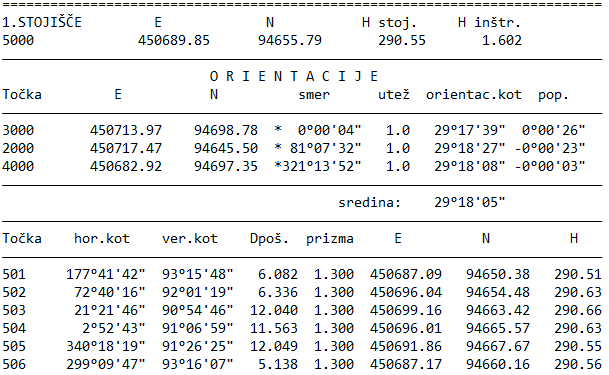 1.STOJIŠČE E N H stoj. H inštr.
5000 450689.85 94655.79 290.55 1.602
O R I E N T A C I J E
Točka E N smer utež orientac.kot pop.
3000 450713.97 94698.78 * 0°00'04" 1.0 29°17'39" 0°00'26"
2000 450717.47 94645.50 * 81°07'32" 1.0 29°18'27" -0°00'23"
4000 450682.92 94697.35 *321°13'52" 1.0 29°18'08" -0°00'03"
sredina: 29°18'05"
Točka hor.kot ver.kot Dpoš. prizma E N H
501 177°41'42" 93°15'48" 6.082 1.300 450687.09 94650.38 290.51
502 72°40'16" 92°01'19" 6.336 1.300 450696.04 94654.48 290.63
503 21°21'46" 90°54'46" 12.040 1.300 450699.16 94663.42 290.66
504 2°52'43" 91°06'59" 11.563 1.300 450696.01 94665.57 290.63
505 340°18'19" 91°26'25" 12.049 1.300 450691.86 94667.67 290.55
506 299°09'47" 93°16'07" 5.138 1.300 450687.17 94660.16 290.56